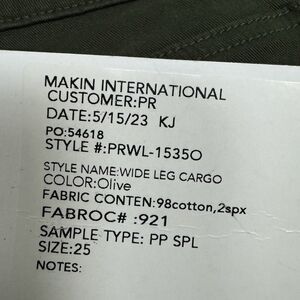 MAKIN INTERNATIONAL
CUSTOMER:PR
DATE:5/15/23 KJ
PO:54618
STYLE #:PRWL-1535O
STYLE NAME:WIDE LEG CARGO
COLOR:Olive
FABRIC CONTEN:98cotton,2spx
FABROC# :921
SAMPLE TYPE: PP SPL
SIZE:25
NOTES: